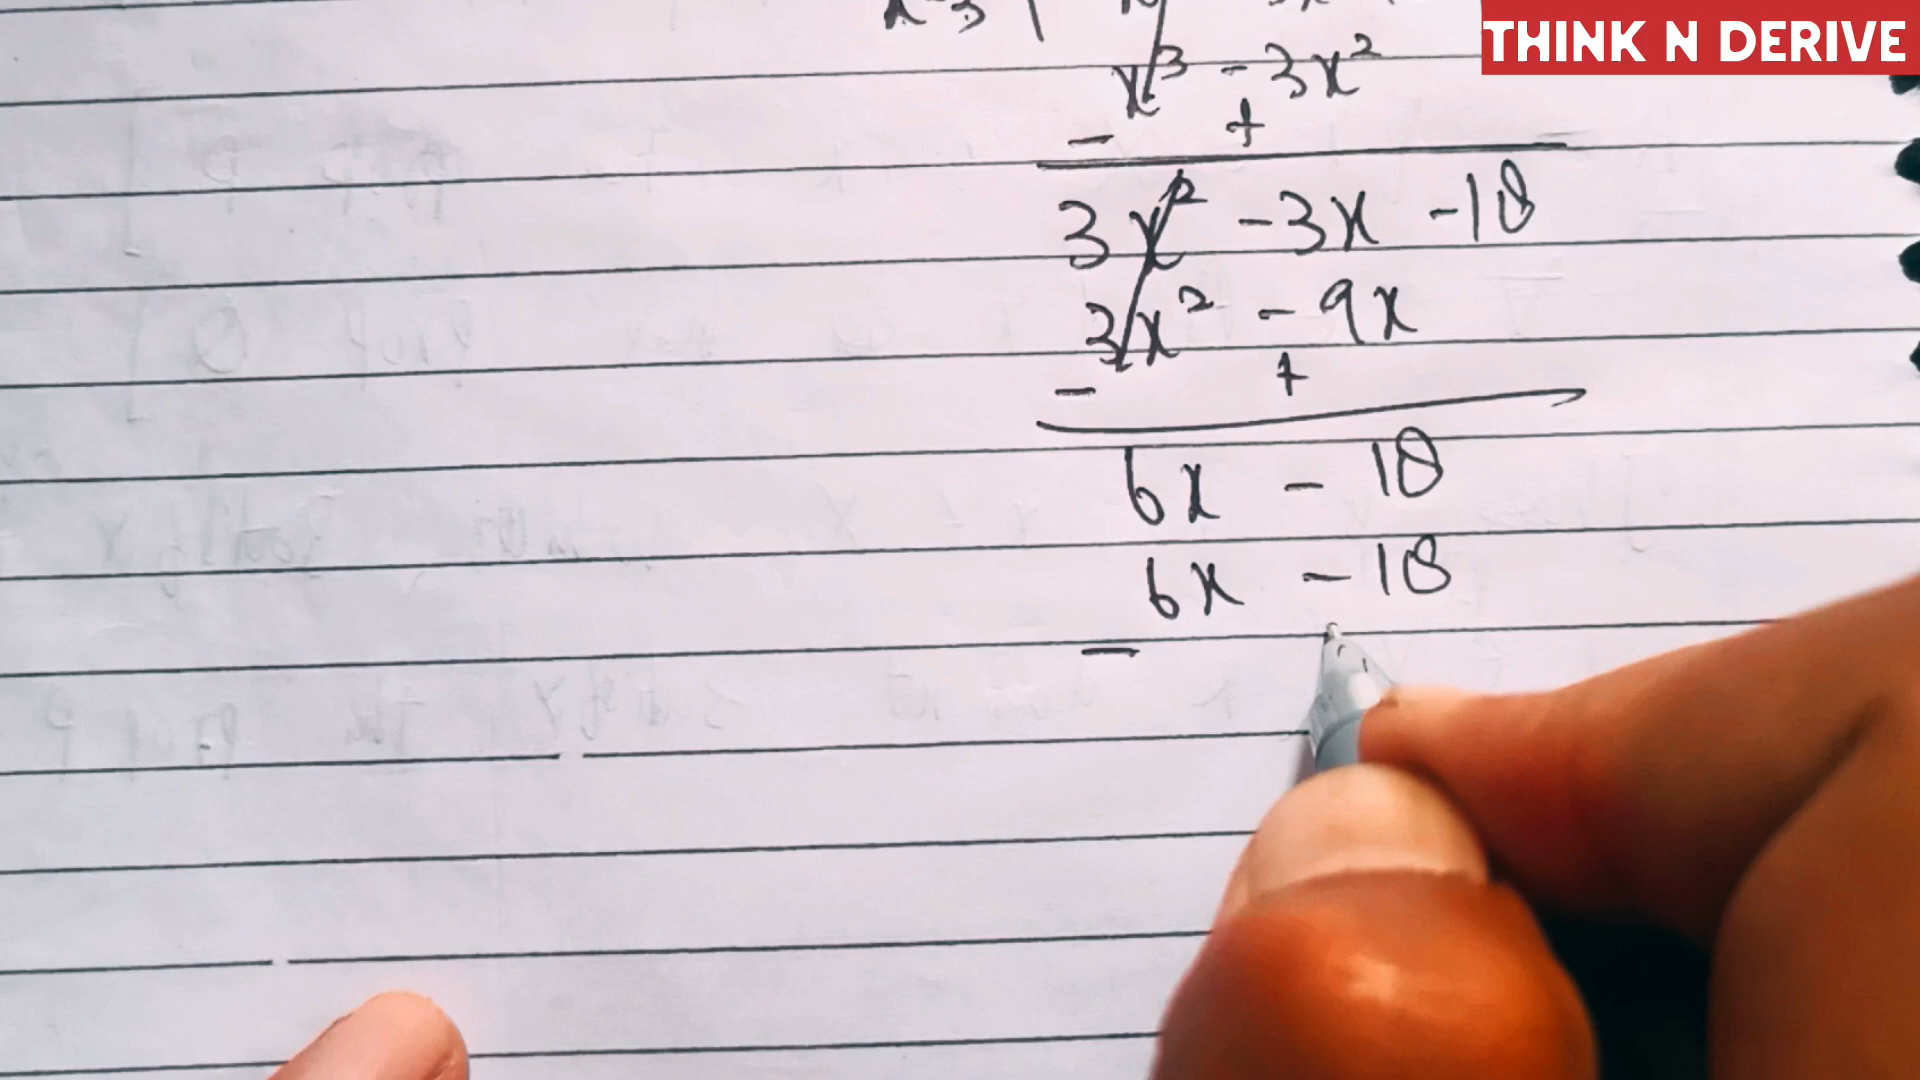 THINK N DERIVE
x³ - 3x²
- +
3x² - 3x - 18
3x² - 9x
- +
6x - 18
6x - 18
-